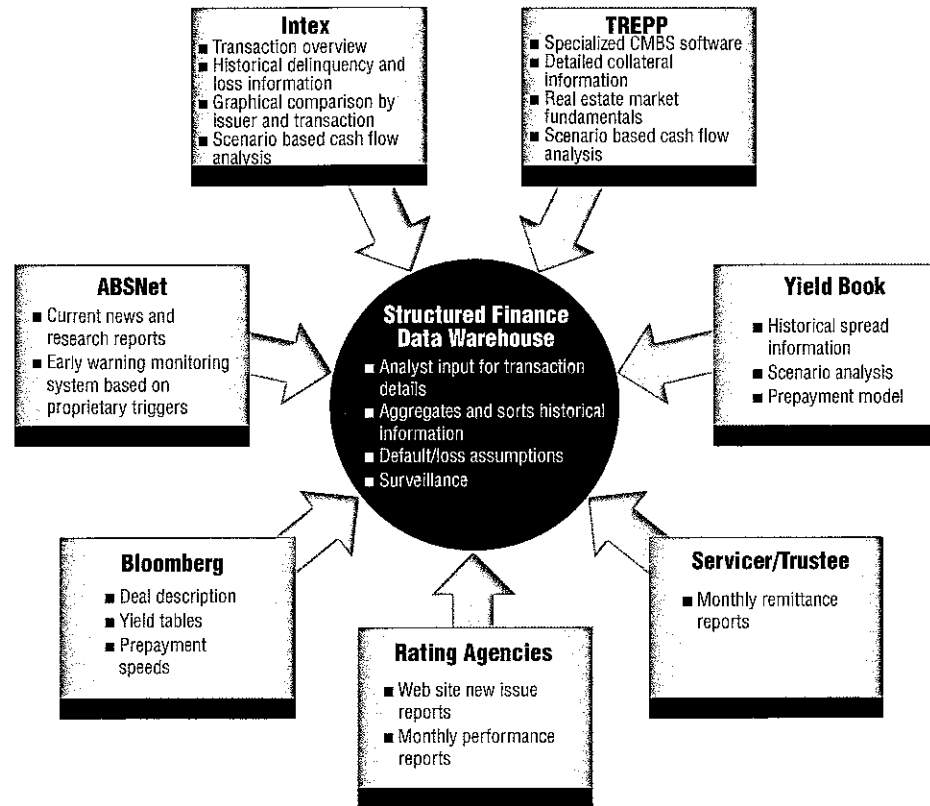 Intex
■ Transaction overview
■ Historical delinquency and
loss information
■ Graphical comparison by
issuer and transaction
■ Scenario based cash flow
analysis
TREPP
■ Specialized CMBS software
■ Detailed collateral
information
■ Real estate market
fundamentals
■ Scenario based cash flow
analysis
ABSNet
■ Current news and
research reports
■ Early warning monitoring
system based on
proprietary triggers
Structured Finance
Data Warehouse
■ Analyst input for transaction
details
■ Aggregates and sorts historical
information
■ Default/loss assumptions
■ Surveillance
Yield Book
■ Historical spread
information
■ Scenario analysis
■ Prepayment model
Bloomberg
■ Deal description
■ Yield tables
■ Prepayment
speeds
Rating Agencies
■ Web site new issue
reports
■ Monthly performance
reports
Servicer/Trustee
■ Monthly remittance
reports